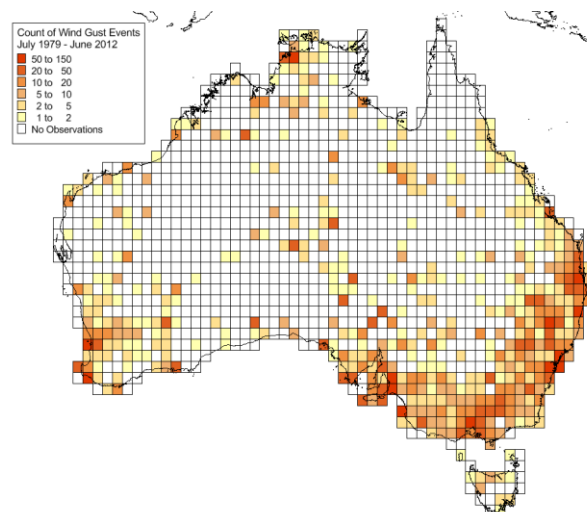 Count of Wind Gust Events
July 1979 - June 2012
50 to 150
20 to 50
10 to 20
5 to 10
2 to 5
1 to 2
No Observations